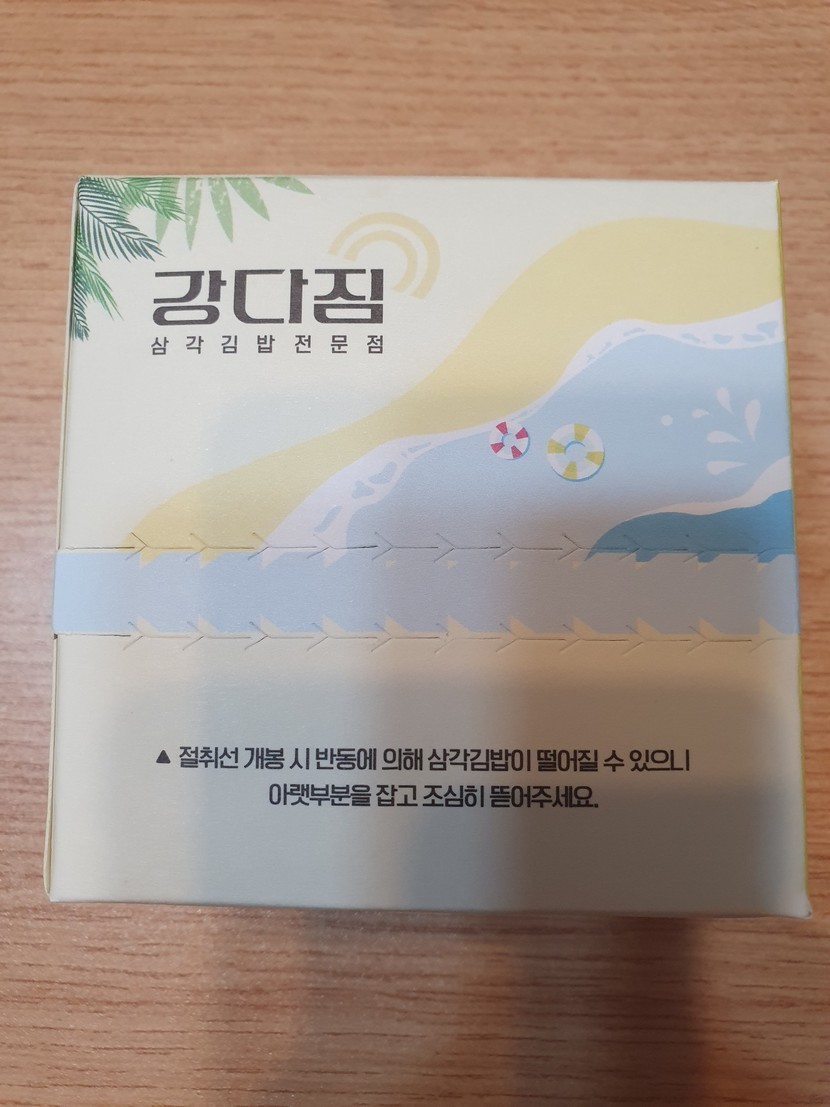 강다짐
삼각김밥전문점
▲ 절취선 개봉 시 반동에 의해 삼각김밥이 떨어질 수 있으니
아랫부분을 잡고 조심히 뜯어주세요.